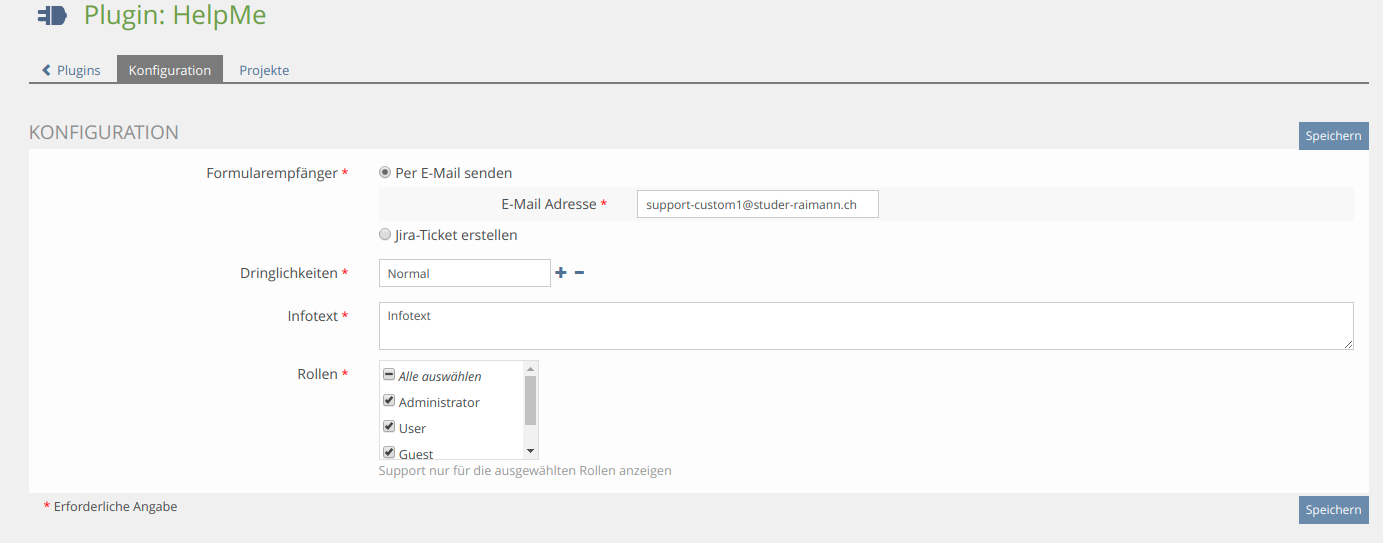 Plugin: HelpMe
Plugins
Konfiguration
Projekte
KONFIGURATION
Speichern
Formularempfänger *
Per E-Mail senden
E-Mail Adresse *
support-custom1@studer-raimann.ch
Jira-Ticket erstellen
Dringlichkeiten *
Normal
Infotext *
Infotext
Rollen *
Alle auswählen
Administrator
User
Guest
Support nur für die ausgewählten Rollen anzeigen
* Erforderliche Angabe
Speichern